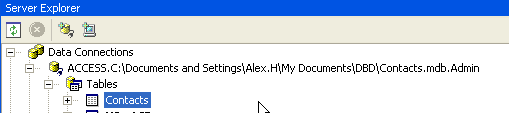 Server Explorer
Data Connections
ACCESS.C:\Documents and Settings\Alex.H\My Documents\DBD\Contacts.mdb.Admin
Tables
Contacts